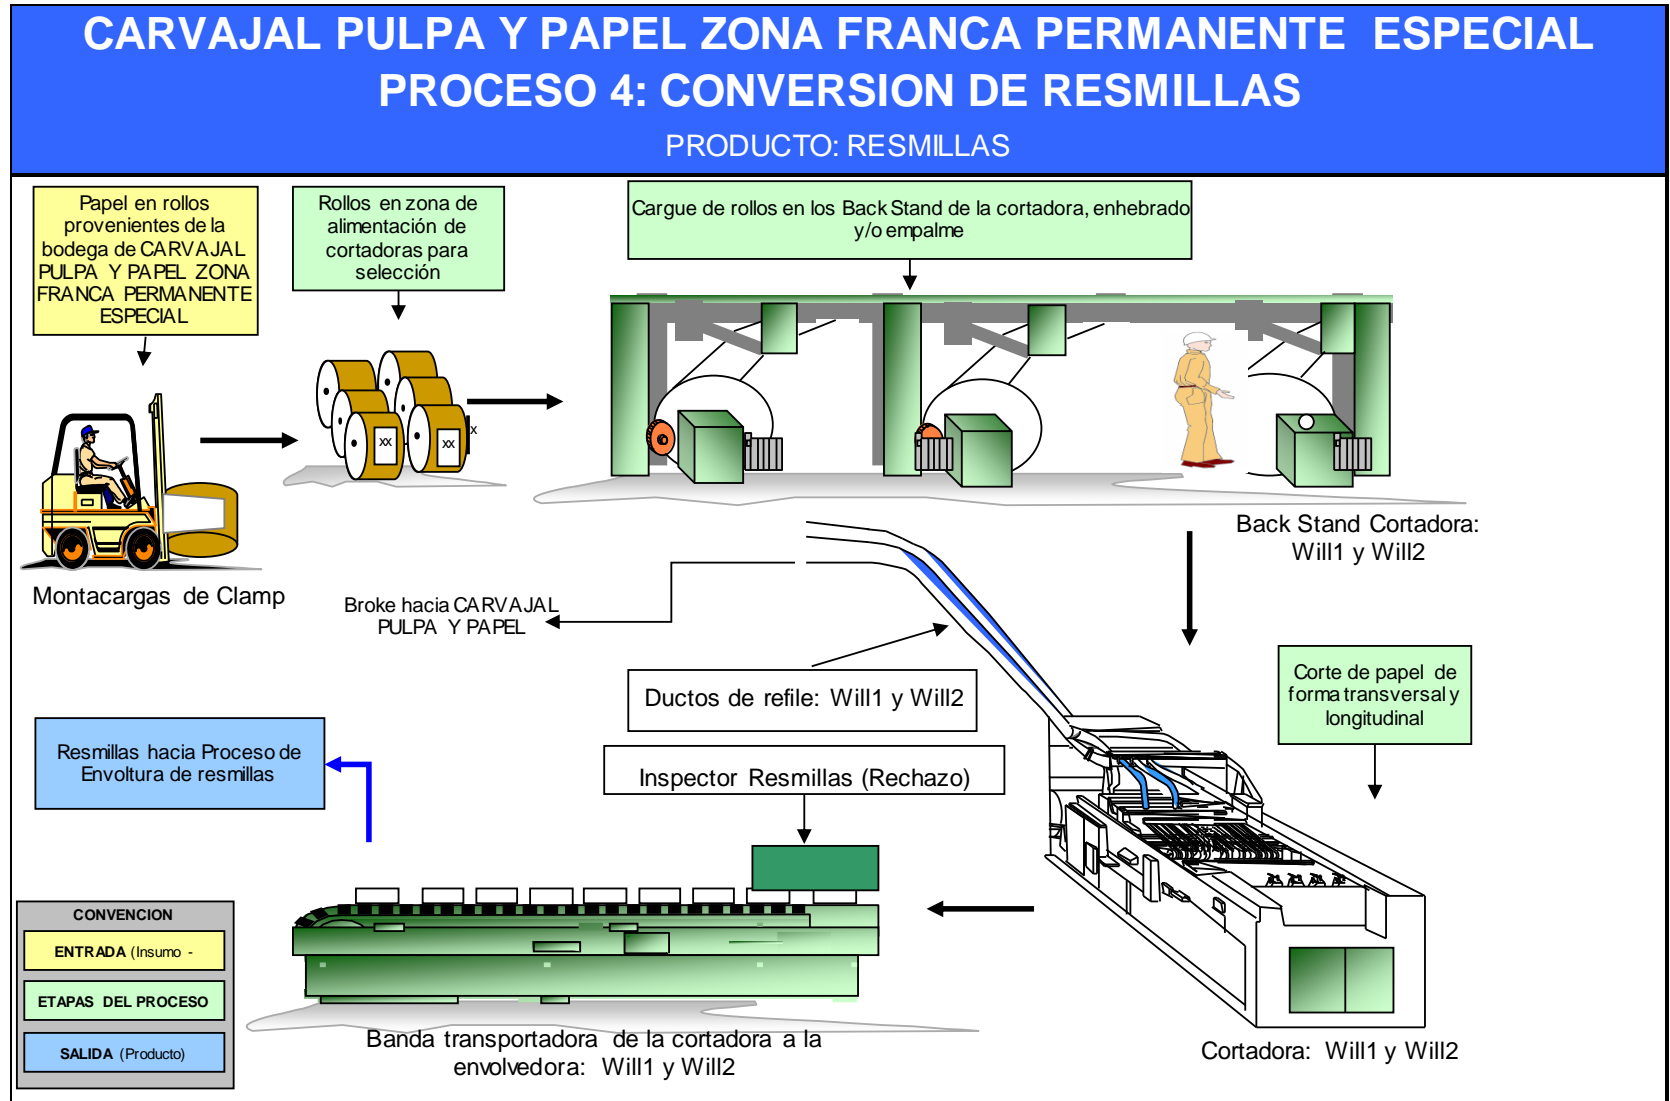 CARVAJAL PULPA Y PAPEL ZONA FRANCA PERMANENTE ESPECIAL
PROCESO 4: CONVERSION DE RESMILLAS
PRODUCTO: RESMILLAS
Papel en rollos
provenientes de la
bodega de CARVAJAL
PULPA Y PAPEL ZONA
FRANCA PERMANENTE
ESPECIAL
Rollos en zona de
alimentación de
cortadoras para
selección
Cargue de rollos en los Back Stand de la cortadora, enhebrado
y/o empalme
xx
xx
x
Montacargas de Clamp
Back Stand Cortadora:
Will1 y Will2
Broke hacia CARVAJAL
PULPA Y PAPEL
Ductos de refile: Will1 y Will2
Corte de papel de
forma transversal y
longitudinal
Resmillas hacia Proceso de
Envoltura de resmillas
Inspector Resmillas (Rechazo)
CONVENCION
ENTRADA (Insumo -
ETAPAS DEL PROCESO
SALIDA (Producto)
Banda transportadora de la cortadora a la
envolvedora: Will1 y Will2
Cortadora: Will1 y Will2